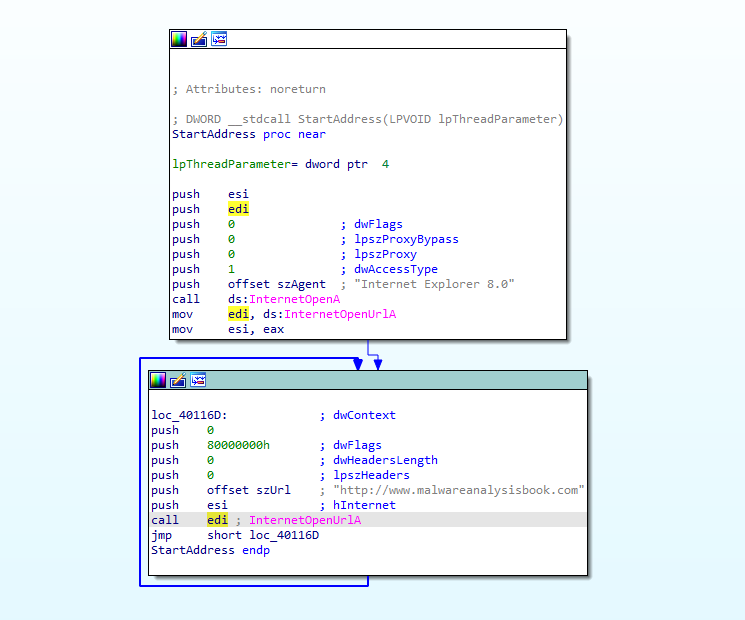 ; Attributes: noreturn
; DWORD __stdcall StartAddress(LPVOID lpThreadParameter)
StartAddress proc near
lpThreadParameter= dword ptr  4
push    esi
push    edi
push    0               ; dwFlags
push    0               ; lpszProxyBypass
push    0               ; lpszProxy
push    1               ; dwAccessType
push    offset szAgent  ; "Internet Explorer 8.0"
call    ds:InternetOpenA
mov     edi, ds:InternetOpenUrlA
mov     esi, eax
loc_40116D:             ; dwContext
push    0
push    80000000h       ; dwFlags
push    0               ; dwHeadersLength
push    0               ; lpszHeaders
push    offset szUrl    ; "http://www.malwareanalysisbook.com"
push    esi             ; hInternet
call    edi ; InternetOpenUrlA
jmp     short loc_40116D
StartAddress endp